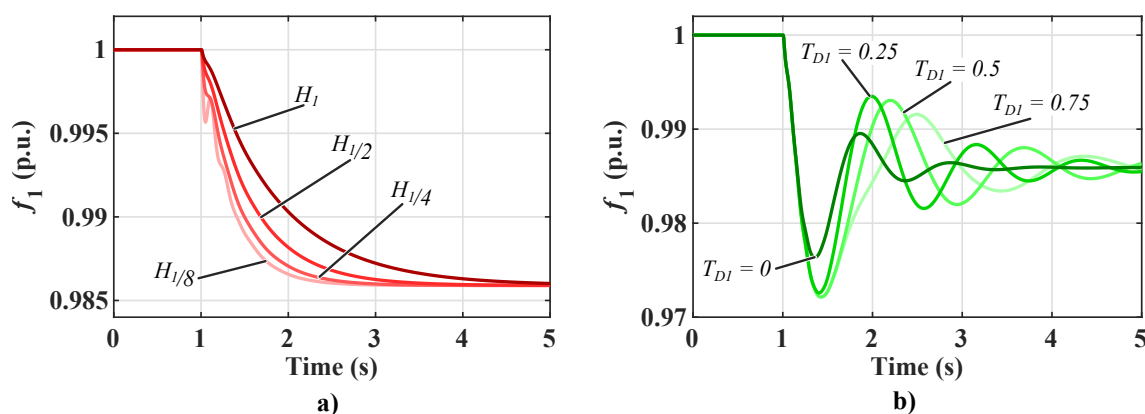 1
0.995
0.99
0.985
0 1 2 3 4 5
f1 (p.u.)
Time (s)
H1
H1/2
H1/4
H1/8
a)
1
0.99
0.98
0.97
0 1 2 3 4 5
f1 (p.u.)
Time (s)
TD1 = 0.25
TD1 = 0.5
TD1 = 0.75
TD1 = 0
b)